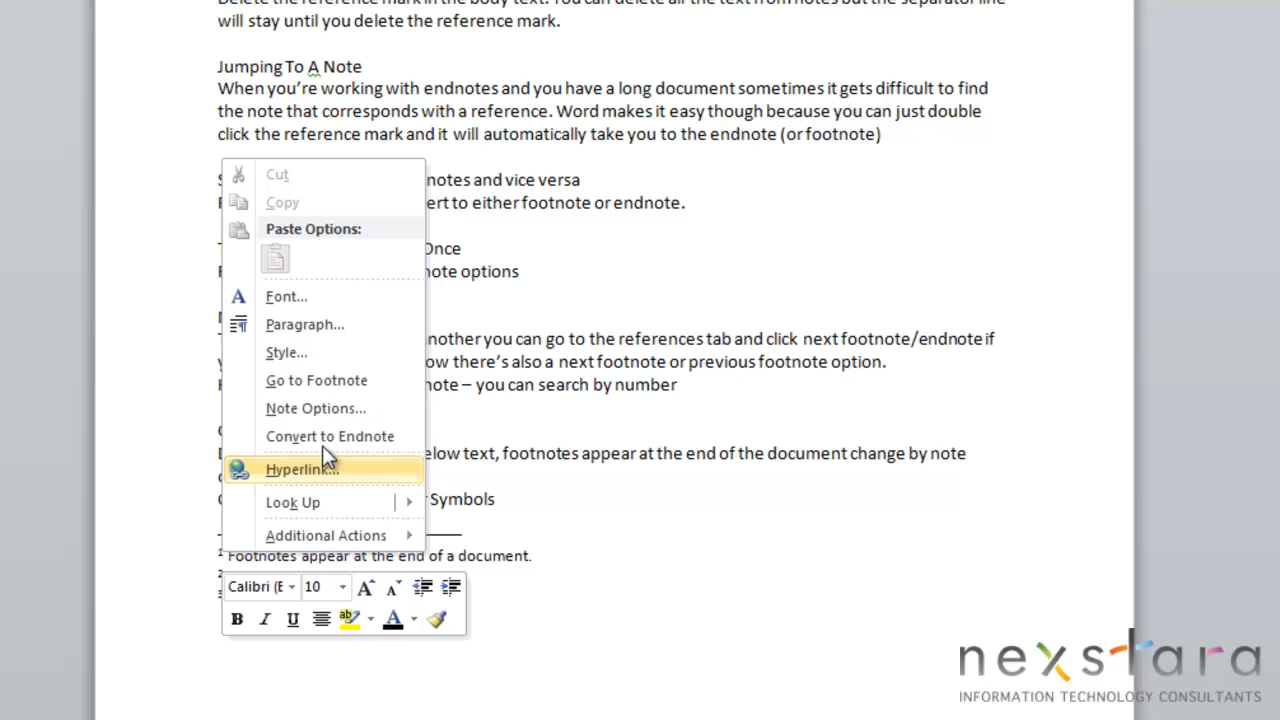 Delete the reference mark in the body text. You can delete all the text from notes but the separator line
will stay until you delete the reference mark.
Jumping To A Note
When you’re working with endnotes and you have a long document sometimes it gets difficult to find
the note that corresponds with a reference. Word makes it easy though because you can just double
click the reference mark and it will automatically take you to the endnote (or footnote)
notes and vice versa
ert to either footnote or endnote.
Once
note options
nother you can go to the references tab and click next footnote/endnote if
ow there’s also a next footnote or previous footnote option.
note – you can search by number
elow text, footnotes appear at the end of the document change by note
r Symbols
Cut
Copy
Paste Options:
Font...
Paragraph...
Style...
Go to Footnote
Note Options...
Convert to Endnote
Hyperlink...
Look Up
Additional Actions
1 Footnotes appear at the end of a document.
2
3
Calibri (E 10 A A
B I U ab A
nexstara
INFORMATION TECHNOLOGY CONSULTANTS